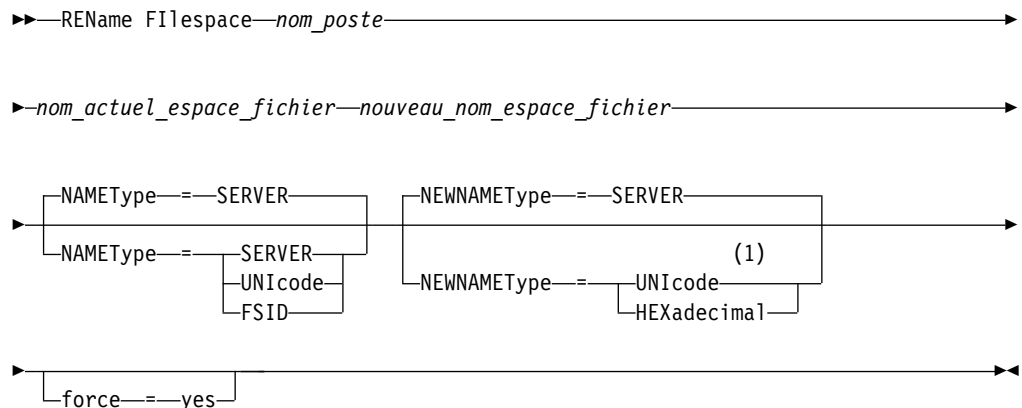 REName FIlespace nom_poste
nom_actuel_espace_fichier nouveau_nom_espace_fichier
NAMEType = SERVER NEWNAMEType = SERVER
NAMEType = SERVER (1)
UNIcode NEWNAMEType = UNIcode
FSID HEXadecimal
force = yes